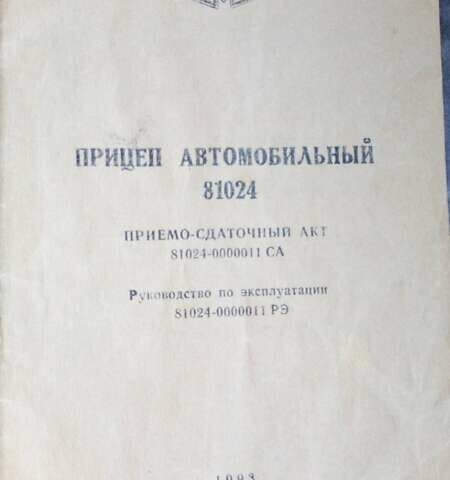 ПРИЦЕП АВТОМОБИЛЬНЫЙ
81024
ПРИЕМО-СДАТОЧНЫЙ АКТ
81024-0000011 СА
Руководство по эксплуатации
81024-0000011 РЭ